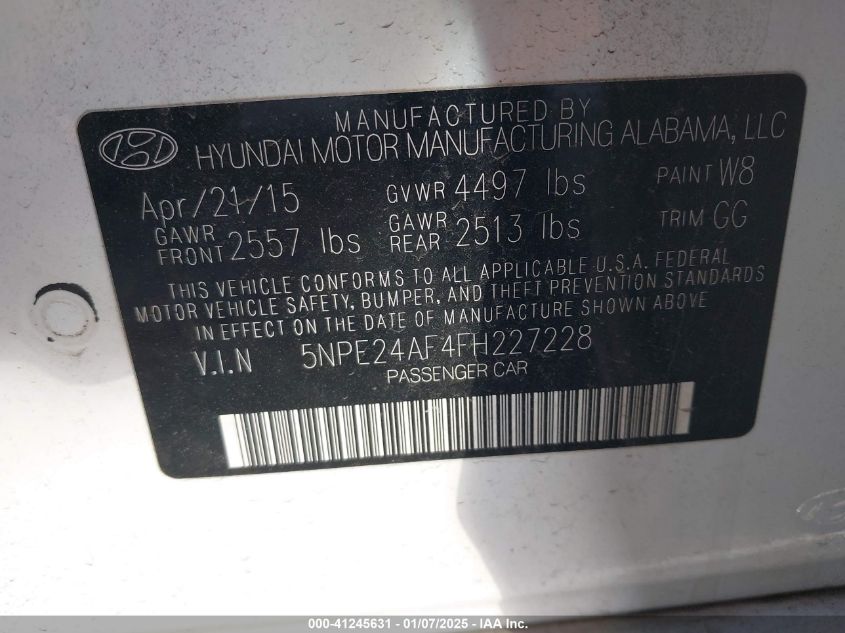 MANUFACTURED BY
HYUNDAI MOTOR MANUFACTURING ALABAMA, LLC
Apr/21/15 GVWR 4497 lbs PAINT W8
GAWR FRONT 2557 lbs GAWR REAR 2513 lbs TRIM GG
THIS VEHICLE CONFORMS TO ALL APPLICABLE U.S.A. FEDERAL
MOTOR VEHICLE SAFETY, BUMPER, AND THEFT PREVENTION STANDARDS
IN EFFECT ON THE DATE OF MANUFACTURE SHOWN ABOVE
V.I.N 5NPE24AF4FH227228
PASSENGER CAR
000-41245631 - 01/07/2025 - IAA Inc.